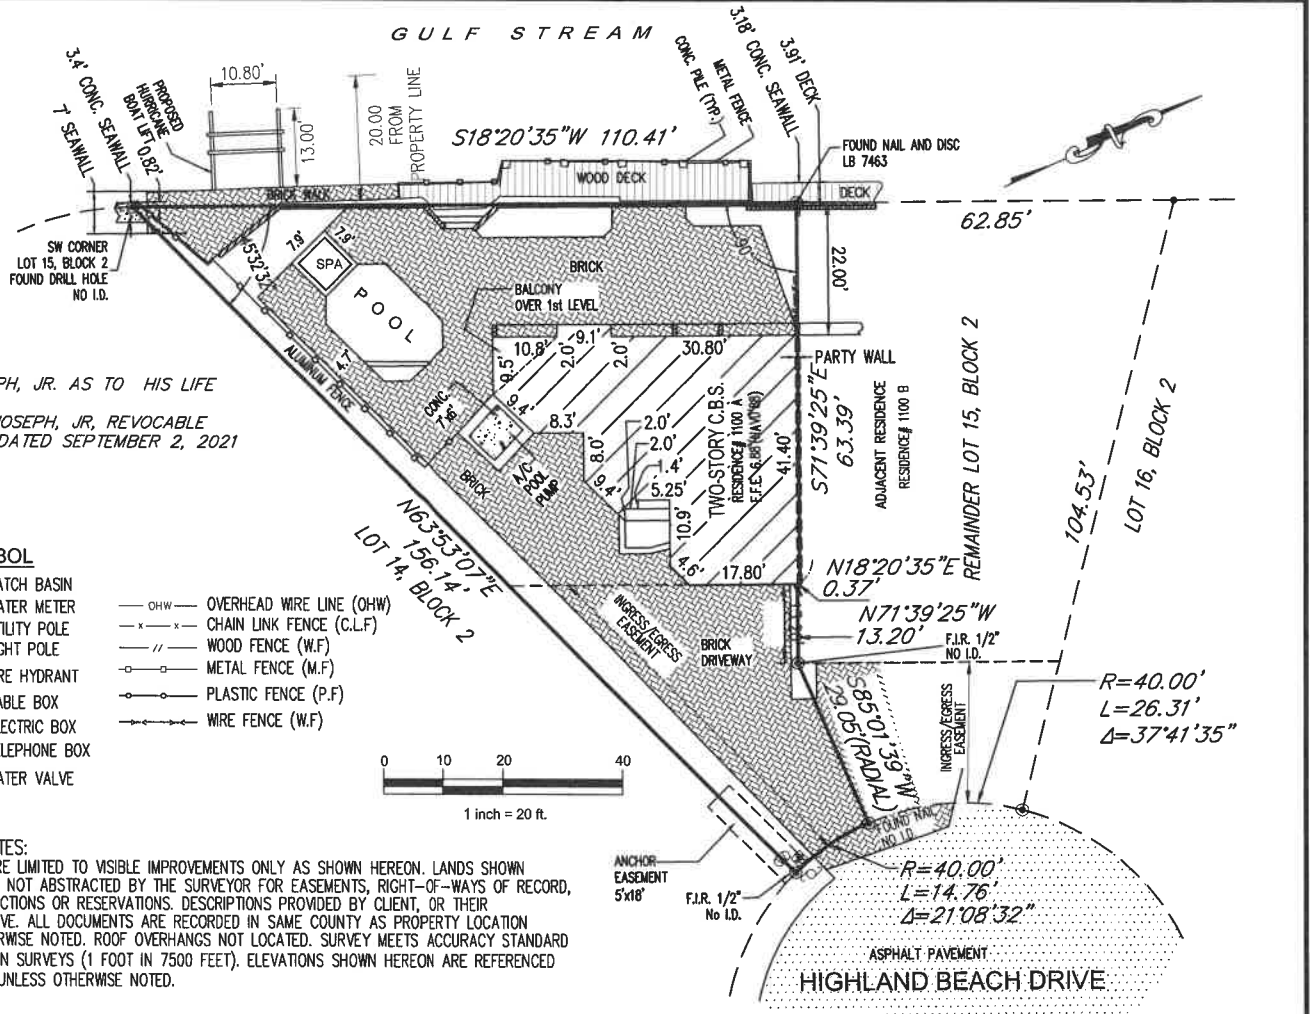 GULF STREAM
3.4' CONC. SEAWALL
7' SEAWALL
10.80'
PROPOSED
HURRICANE
BOAT LIFT
0.82'
13.00'
20.00
FROM
PROPERTY LINE
S18°20'35"W 110.41'
CONC. PILE (TYP.)
METAL FENCE
3.18' CONC. SEAWALL
3.91' DECK
FOUND NAIL AND DISC
LB 7463
BRICK WALK
WOOD DECK
DECK
62.85'
SW CORNER
LOT 15, BLOCK 2
FOUND DRILL HOLE
NO I.D.
7.9'
7.9'
SPA
POOL
BRICK
90°
22.00'
BALCONY
OVER 1st LEVEL
ALUMINUM FENCE
4.7'
10.8'
9.1'
2.0'
2.0'
30.80'
9.5'
9.4'
8.3'
8.0'
9.4'
2.0'
2.0'
1.4'
5.25'
10.9'
4.6'
17.80'
41.40'
CONC.
7'x6'
A/C
POOL
PUMP
BRICK
TWO-STORY C.B.S.
RESIDENCE# 1100 A
F.F.E. 6.88'(NAVD'88)
PARTY WALL
S71°39'25"E
63.39'
ADJACENT RESIDENCE
RESIDENCE# 1100 B
REMAINDER LOT 15, BLOCK 2
104.53'
LOT 16, BLOCK 2
PH, JR. AS TO HIS LIFE
JOSEPH, JR, REVOCABLE
DATED SEPTEMBER 2, 2021
N63°53'07"E
156.14'
LOT 14, BLOCK 2
N18°20'35"E
0.37'
N71°39'25"W
13.20'
F.I.R. 1/2"
NO I.D.
INGRESS/EGRESS
EASEMENT
BRICK
DRIVEWAY
S85°01'39"W
29.05'(RADIAL)
INGRESS/EGRESS
EASEMENT
R=40.00'
L=26.31'
Δ=37°41'35"
BOL
ATCH BASIN
ATER METER
TILITY POLE
GHT POLE
RE HYDRANT
ABLE BOX
LECTRIC BOX
ELEPHONE BOX
ATER VALVE
OHW OVERHEAD WIRE LINE (OHW)
x x CHAIN LINK FENCE (C.L.F)
// WOOD FENCE (W.F)
METAL FENCE (M.F)
PLASTIC FENCE (P.F)
WIRE FENCE (W.F)
0 10 20 40
1 inch = 20 ft.
FOUND NAIL
NO I.D.
ANCHOR
EASEMENT
5'x18'
F.I.R. 1/2"
No I.D.
R=40.00'
L=14.76'
Δ=21°08'32"
TES:
RE LIMITED TO VISIBLE IMPROVEMENTS ONLY AS SHOWN HEREON. LANDS SHOWN
NOT ABSTRACTED BY THE SURVEYOR FOR EASEMENTS, RIGHT-OF-WAYS OF RECORD,
CTIONS OR RESERVATIONS. DESCRIPTIONS PROVIDED BY CLIENT, OR THEIR
VE. ALL DOCUMENTS ARE RECORDED IN SAME COUNTY AS PROPERTY LOCATION
RWISE NOTED. ROOF OVERHANGS NOT LOCATED. SURVEY MEETS ACCURACY STANDARD
N SURVEYS (1 FOOT IN 7500 FEET). ELEVATIONS SHOWN HEREON ARE REFERENCED
UNLESS OTHERWISE NOTED.
ASPHALT PAVEMENT
HIGHLAND BEACH DRIVE